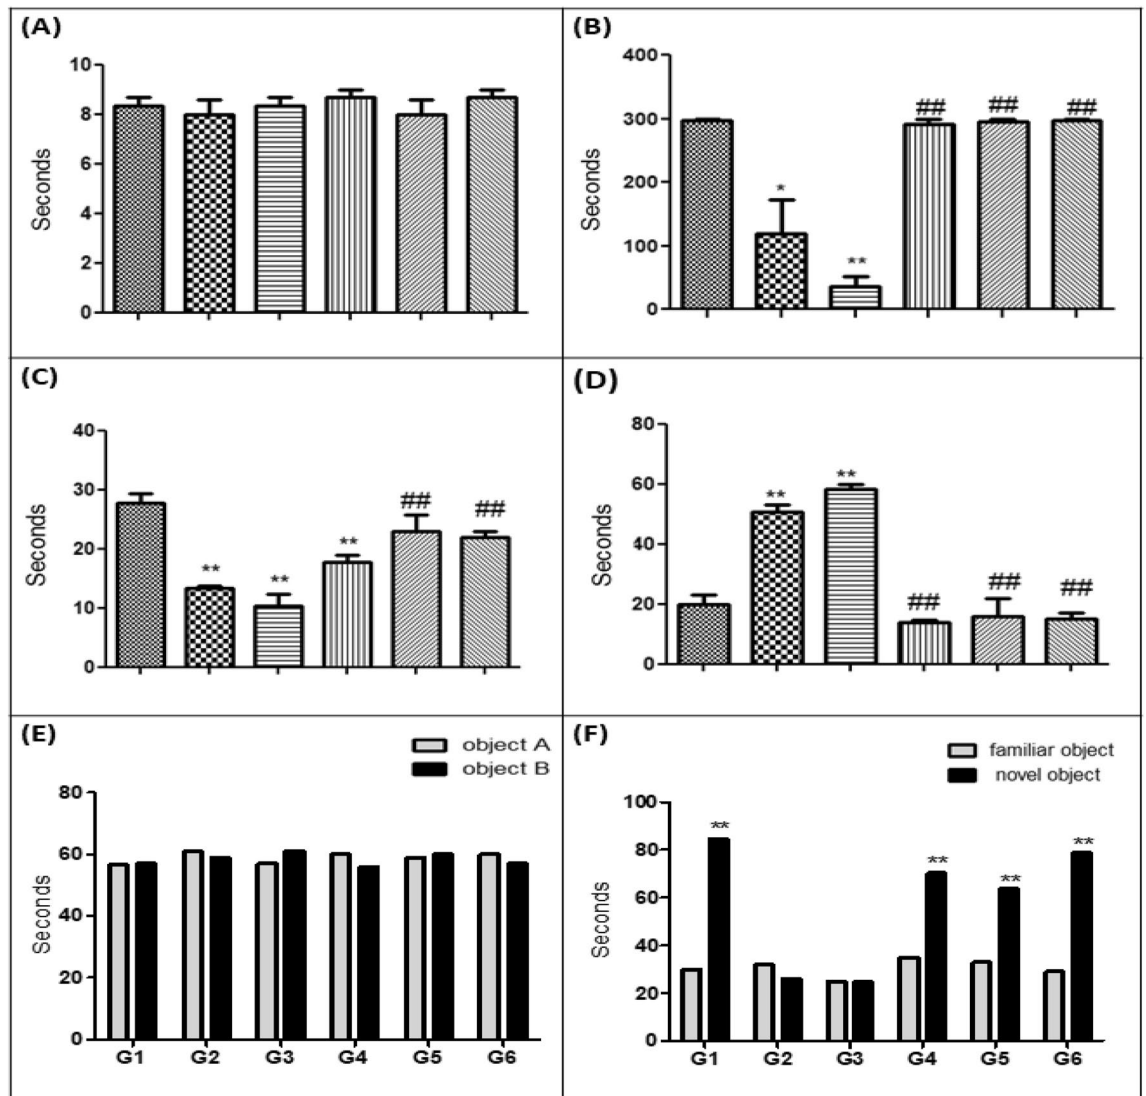 (A)
10
8
6
4
2
0
Seconds
(B)
400
300
200
100
0
Seconds
*
**
##
##
##
(C)
40
30
20
10
0
Seconds
**
**
**
##
##
(D)
80
60
40
20
0
Seconds
**
**
##
##
##
(E)
object A
object B
80
60
40
20
0
Seconds
G1 G2 G3 G4 G5 G6
(F)
familiar object
novel object
100
80
60
40
20
0
Seconds
**
**
**
**
G1 G2 G3 G4 G5 G6